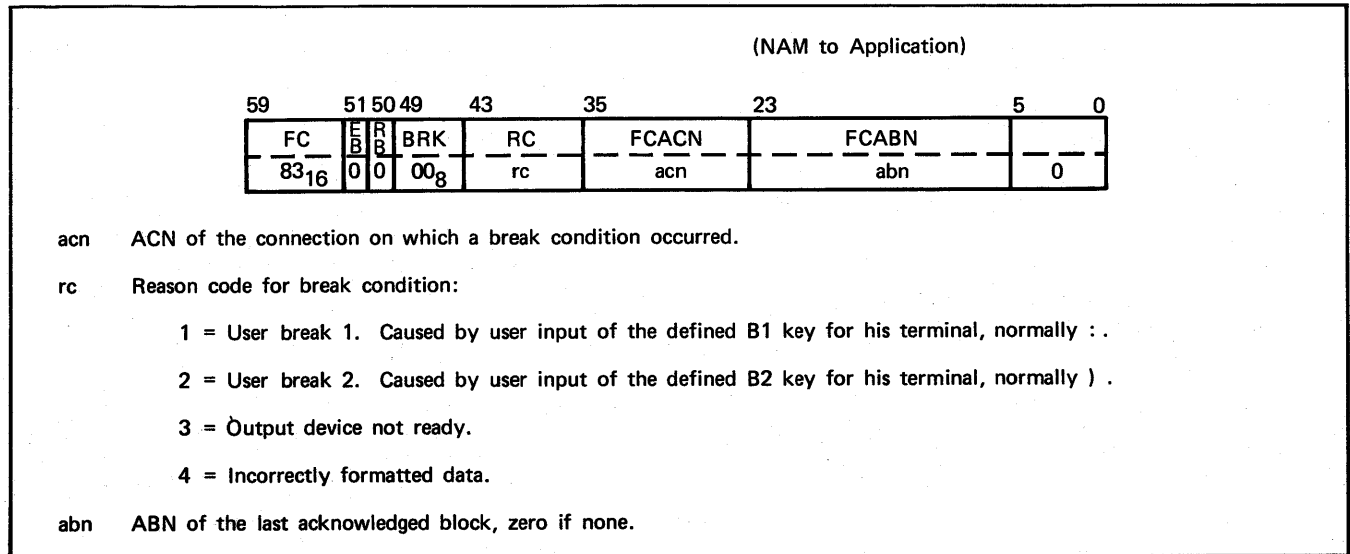 (NAM to Application)
59 51 50 49 43 35 23 5 0
FC EB RB BRK RC FCACN FCABN
83₁₆ 0 0 00₈ rc acn abn 0
acn ACN of the connection on which a break condition occurred.
rc Reason code for break condition:
1 = User break 1. Caused by user input of the defined B1 key for his terminal, normally : .
2 = User break 2. Caused by user input of the defined B2 key for his terminal, normally ) .
3 = Output device not ready.
4 = Incorrectly formatted data.
abn ABN of the last acknowledged block, zero if none.